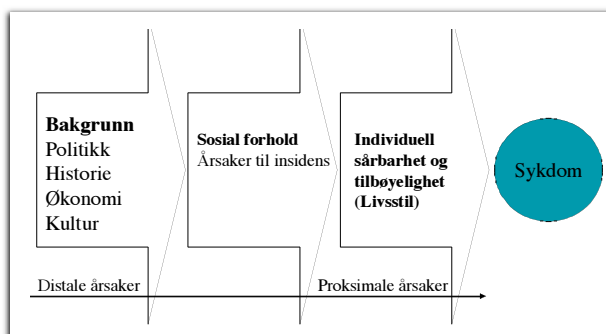 Bakgrunn
Politikk
Historie
Økonomi
Kultur
Sosial forhold
Årsaker til insidens
Individuell
sårbarhet og
tilbøyelighet
(Livsstil)
Sykdom
Distale årsaker
Proksimale årsaker